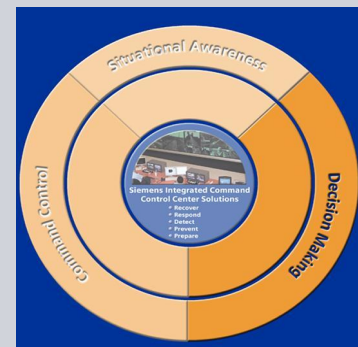 Situational Awareness
Siemens Integrated Command
Control Center Solutions
Recover
Respond
Detect
Prevent
Prepare
Command Control
Decision Making